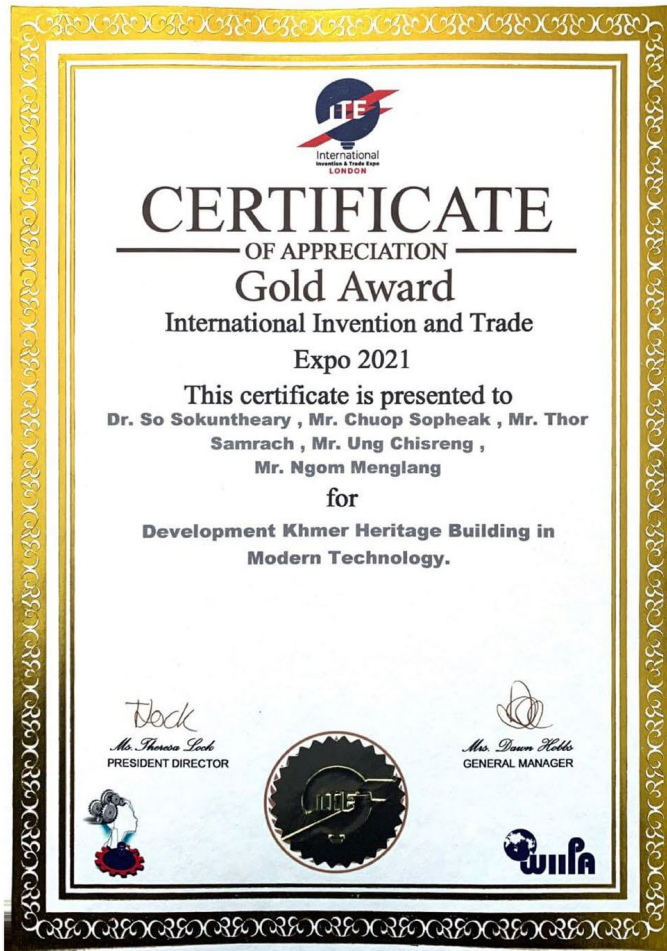 ITE
International
Invention & Trade Expo
LONDON
CERTIFICATE
OF APPRECIATION
Gold Award
International Invention and Trade
Expo 2021
This certificate is presented to
Dr. So Sokuntheary , Mr. Chuop Sopheak , Mr. Thor
Samrach , Mr. Ung Chisreng ,
Mr. Ngom Menglang
for
Development Khmer Heritage Building in
Modern Technology.
Ms. Theresa Lock
PRESIDENT DIRECTOR
Mrs. Dawn Hobbs
GENERAL MANAGER
ITE
WIIPA